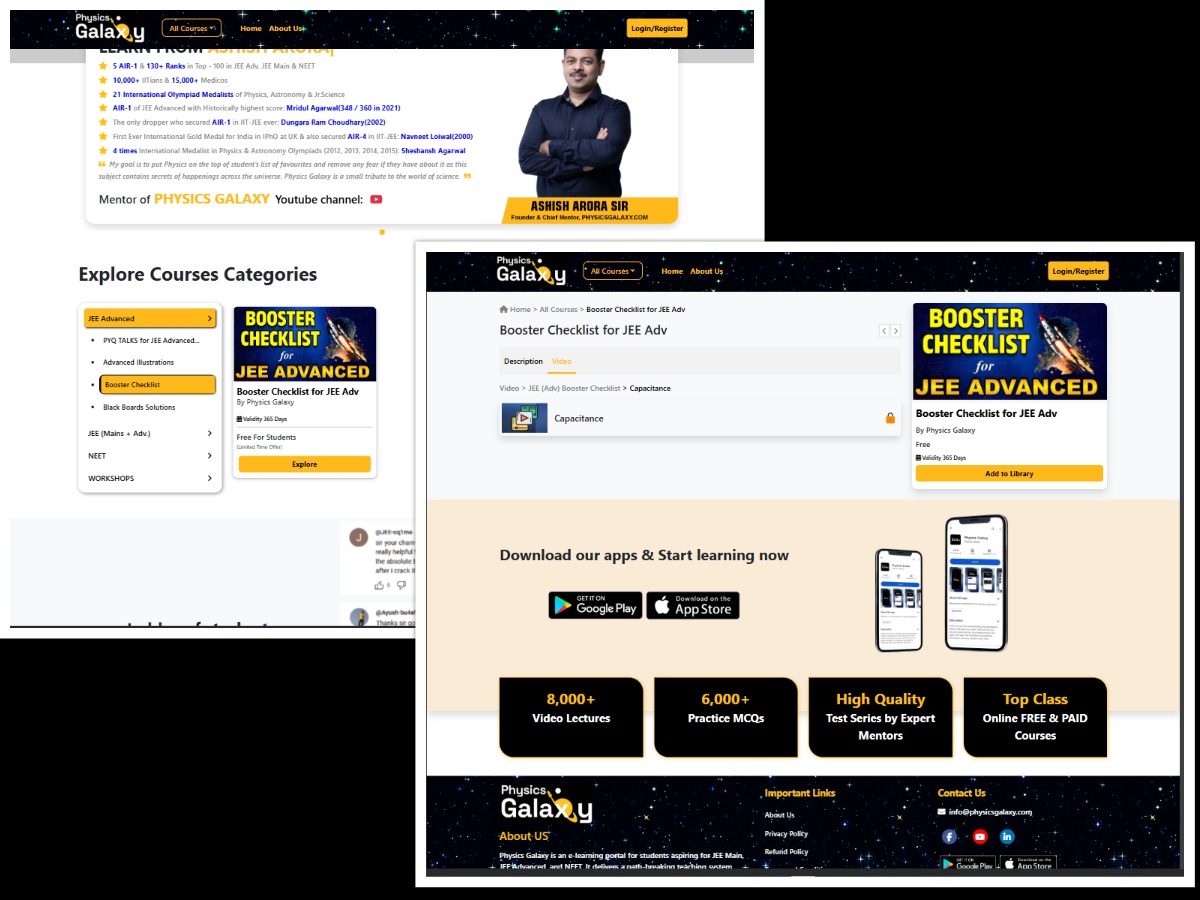 Physics
Galaxy
All Courses
Home
About Us
Login/Register
LEARN FROM ASHISH ARORA|
5 AIR-1 & 130+ Ranks in Top - 100 in JEE Adv, JEE Main & NEET
10,000+ IITians & 15,000+ Medicos
21 International Olympiad Medalists of Physics, Astronomy & Jr.Science
AIR-1 of JEE Advanced with Historically highest score: Mridul Agarwal(348 / 360 in 2021)
The only dropper who secured AIR-1 in IIT-JEE ever: Dungara Ram Choudhary(2002)
First Ever International Gold Medal for India in IPhO at UK & also secured AIR-4 in IIT-JEE: Navneet Loiwal(2000)
4 times International Medalist in Physics & Astronomy Olympiads (2012, 2013, 2014, 2015): Sheshansh Agarwal
My goal is to put Physics on the top of student's list of favourites and remove any fear if they have about it as this
subject contains secrets of happenings across the universe. Physics Galaxy is a small tribute to the world of science.
Mentor of PHYSICS GALAXY Youtube channel:
ASHISH ARORA SIR
Founder & Chief Mentor, PHYSICSGALAXY.COM
Explore Courses Categories
JEE Advanced
PYQ TALKS for JEE Advanced...
Advanced Illustrations
Booster Checklist
Black Boards Solutions
JEE (Mains + Adv.)
NEET
WORKSHOPS
BOOSTER
CHECKLIST
for
JEE ADVANCED
Booster Checklist for JEE Adv
By Physics Galaxy
Validity 365 Days
Free For Students
(Limited Time Offer)
Explore
J
sir your chan
really helpful
the absolute b
after i crack it
6
Thanks sir go
Physics
Galaxy
All Courses
Home
About Us
Login/Register
Home > All Courses > Booster Checklist for JEE Adv
Booster Checklist for JEE Adv
Description
Video
Video > JEE (Adv) Booster Checklist > Capacitance
Capacitance
BOOSTER
CHECKLIST
for
JEE ADVANCED
Booster Checklist for JEE Adv
By Physics Galaxy
Free
Validity 365 Days
Add to Library
Download our apps & Start learning now
GET IT ON
Google Play
Download on the
App Store
Physics Galaxy
Physics Galaxy
8,000+
Video Lectures
6,000+
Practice MCQs
High Quality
Test Series by Expert
Mentors
Top Class
Online FREE & PAID
Courses
Physics
Galaxy
About US
Physics Galaxy is an e-learning portal for students aspiring for JEE Main,
JEE Advanced, and NEET. It delivers a path-breaking teaching system
Important Links
About Us
Privacy Policy
Refund Policy
Contact Us
info@physicsgalaxy.com
GET IT ON
Google Play
Download on the
App Store